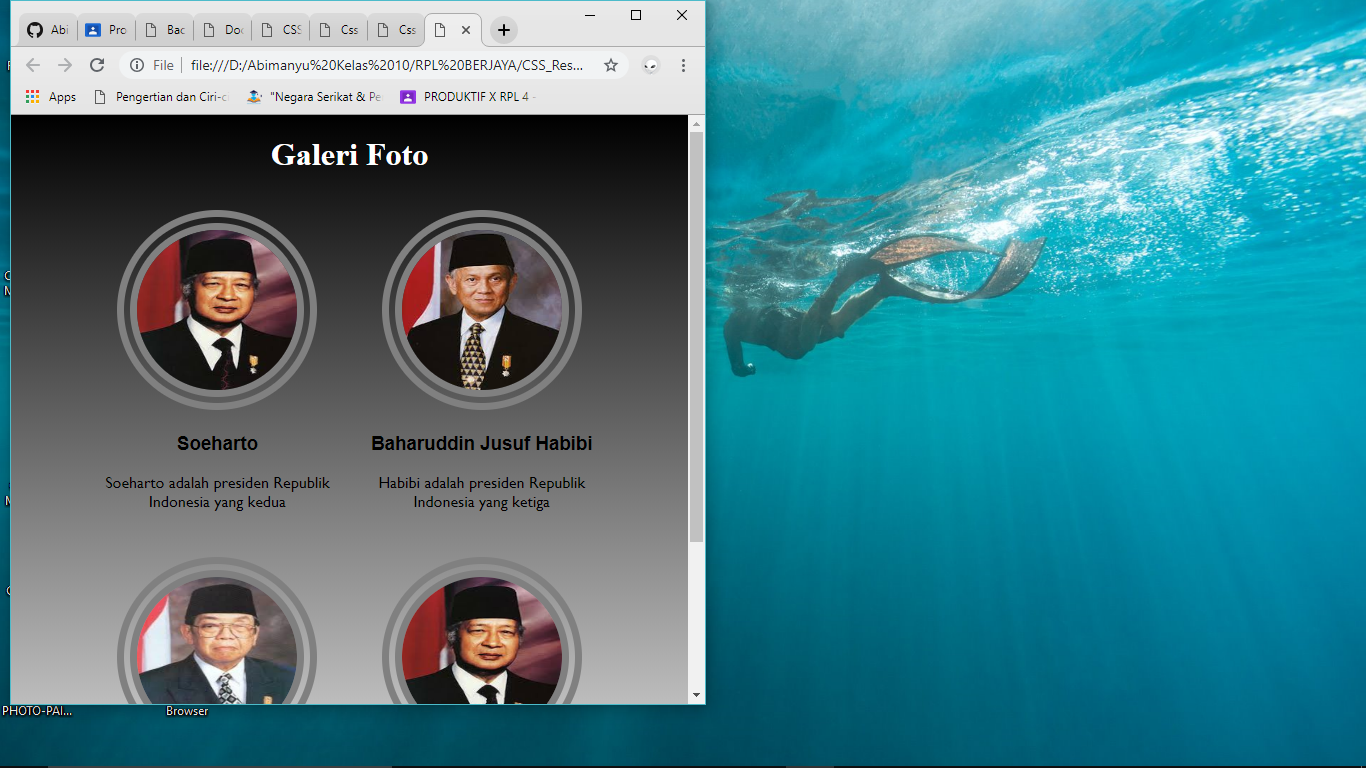 Abi
Pro
Bac
Doc
CSS
Css
Css
File
file:///D:/Abimanyu%20Kelas%2010/RPL%20BERJAYA/CSS_Res...
Apps
Pengertian dan Ciri-c
"Negara Serikat & Pe
PRODUKTIF X RPL 4 -
Galeri Foto
Soeharto
Baharuddin Jusuf Habibi
Soeharto adalah presiden Republik
Indonesia yang kedua
Habibi adalah presiden Republik
Indonesia yang ketiga
PHOTO-PAI...
Browser